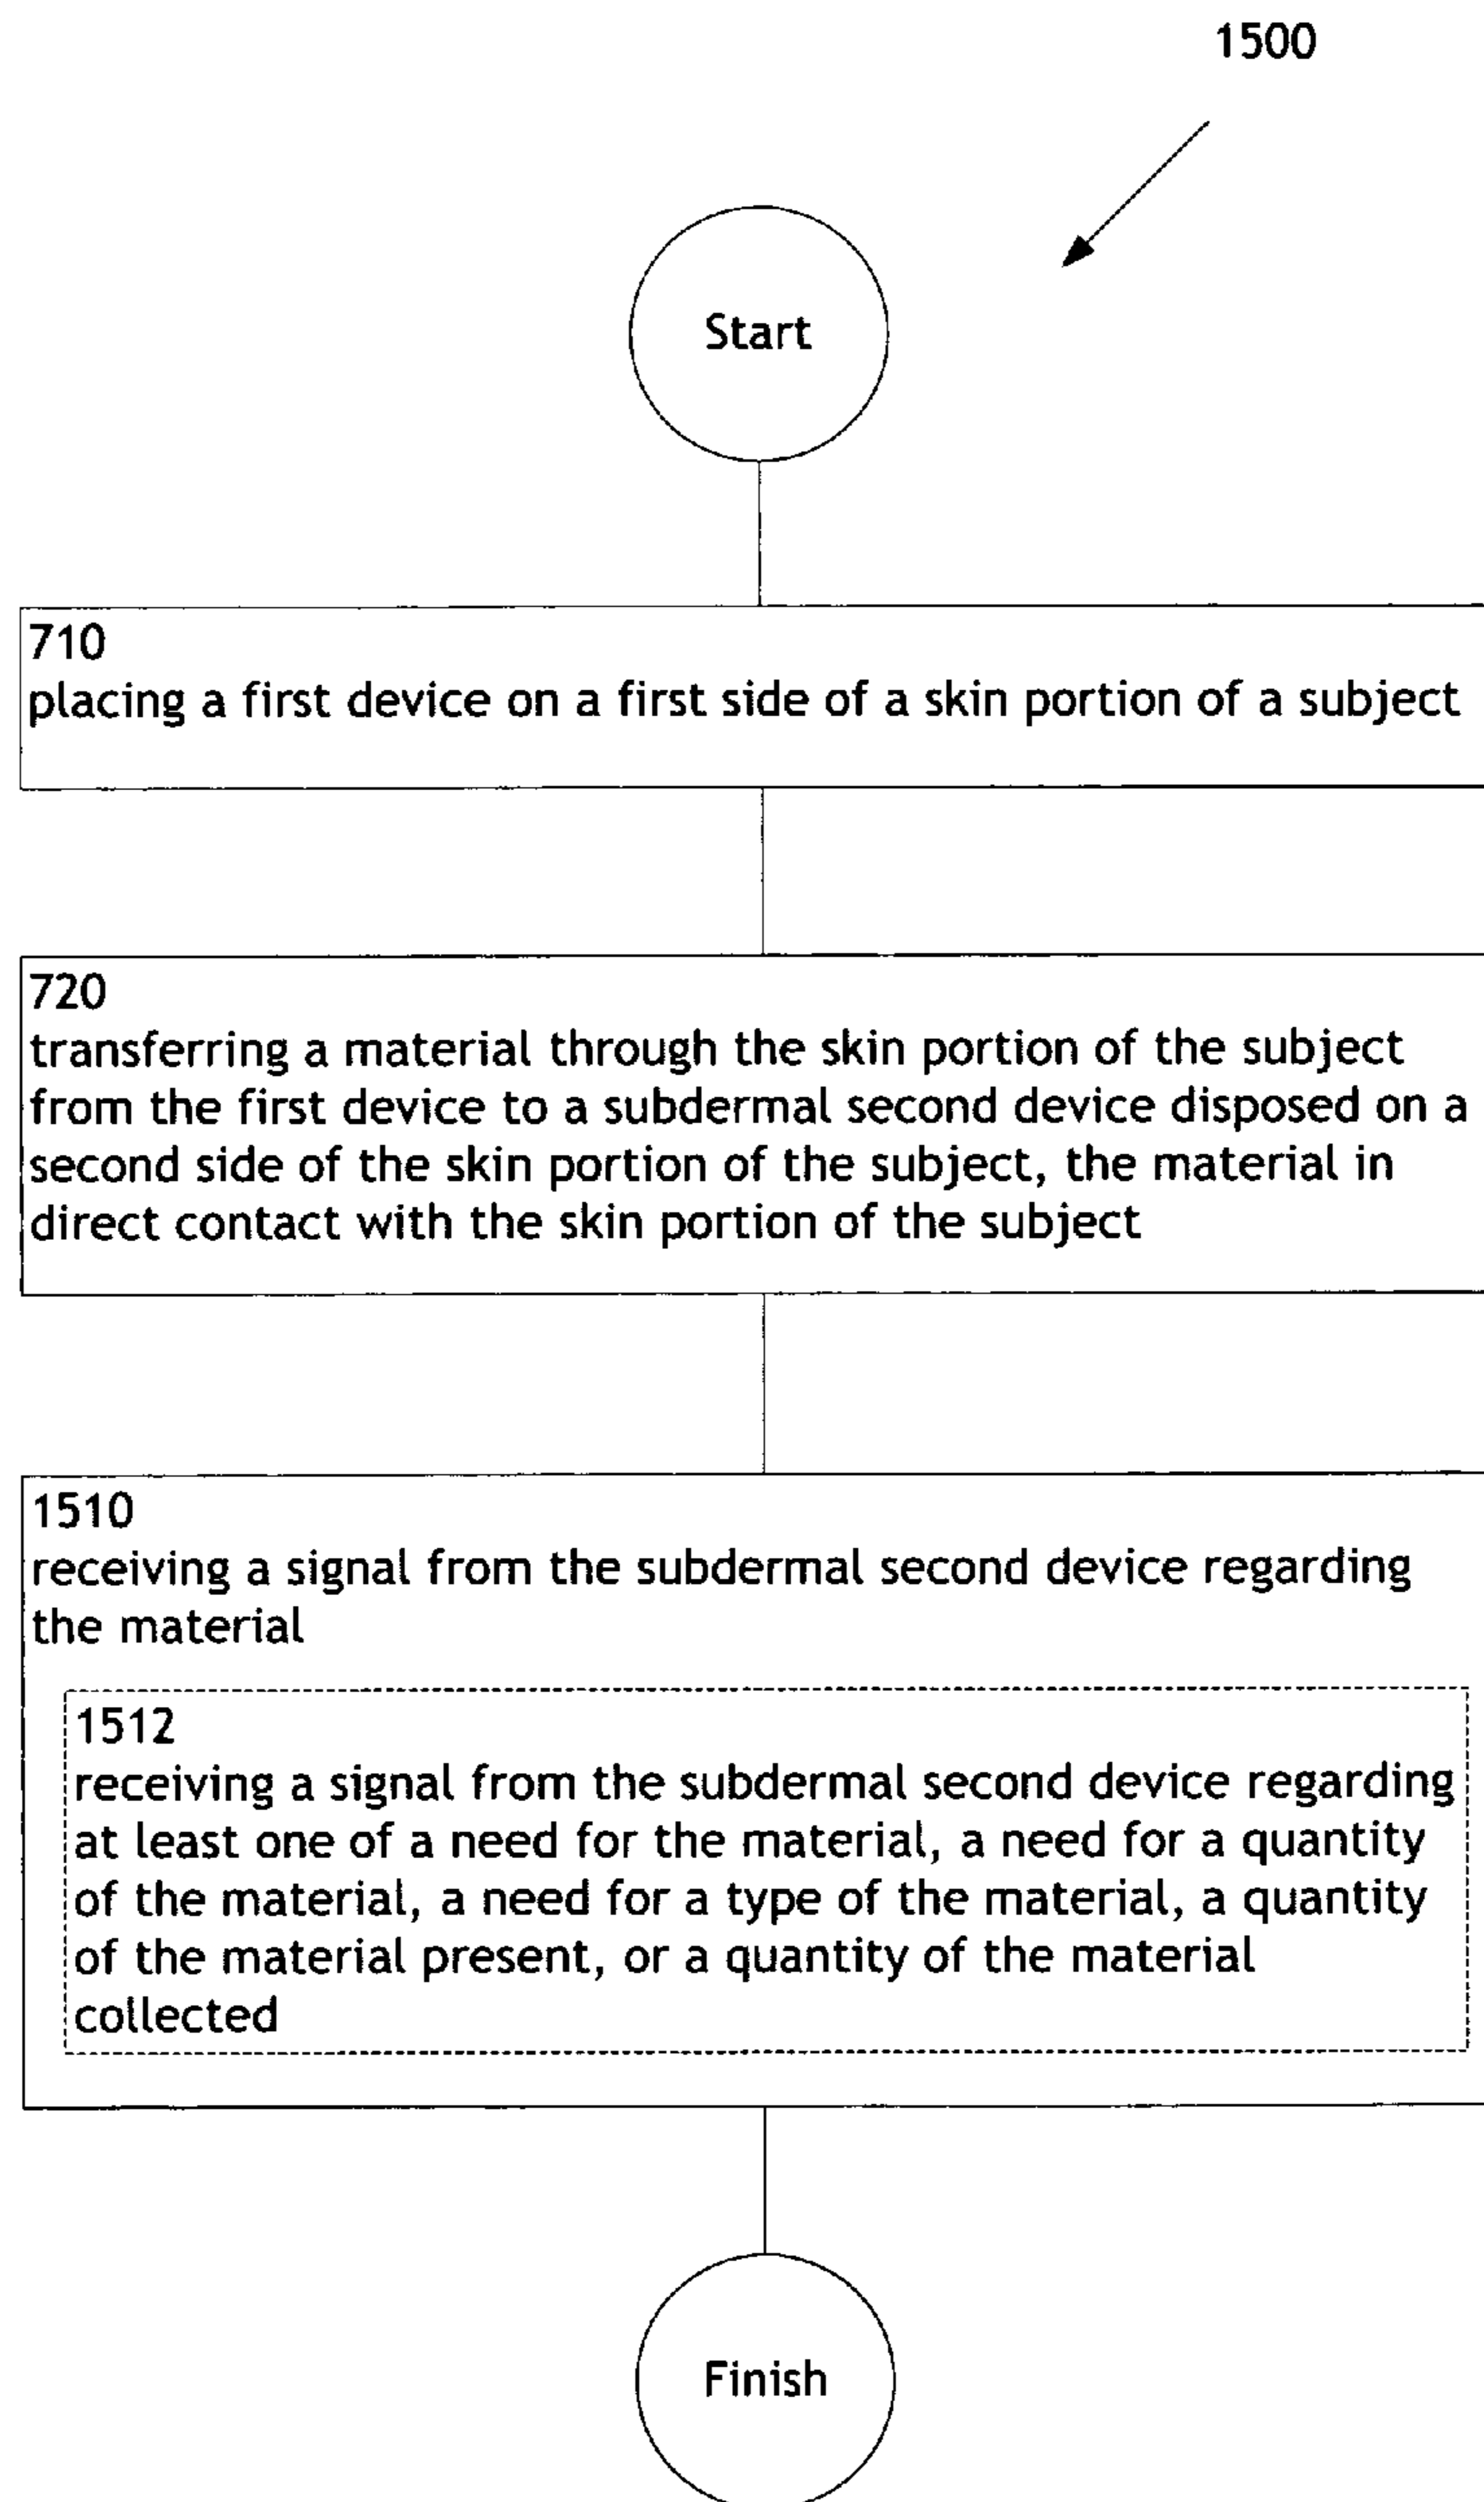 1500
Start
710
placing a first device on a first side of a skin portion of a subject
720
transferring a material through the skin portion of the subject
from the first device to a subdermal second device disposed on a
second side of the skin portion of the subject, the material in
direct contact with the skin portion of the subject
1510
receiving a signal from the subdermal second device regarding
the material
1512
receiving a signal from the subdermal second device regarding
at least one of a need for the material, a need for a quantity
of the material, a need for a type of the material, a quantity
of the material present, or a quantity of the material
collected
Finish